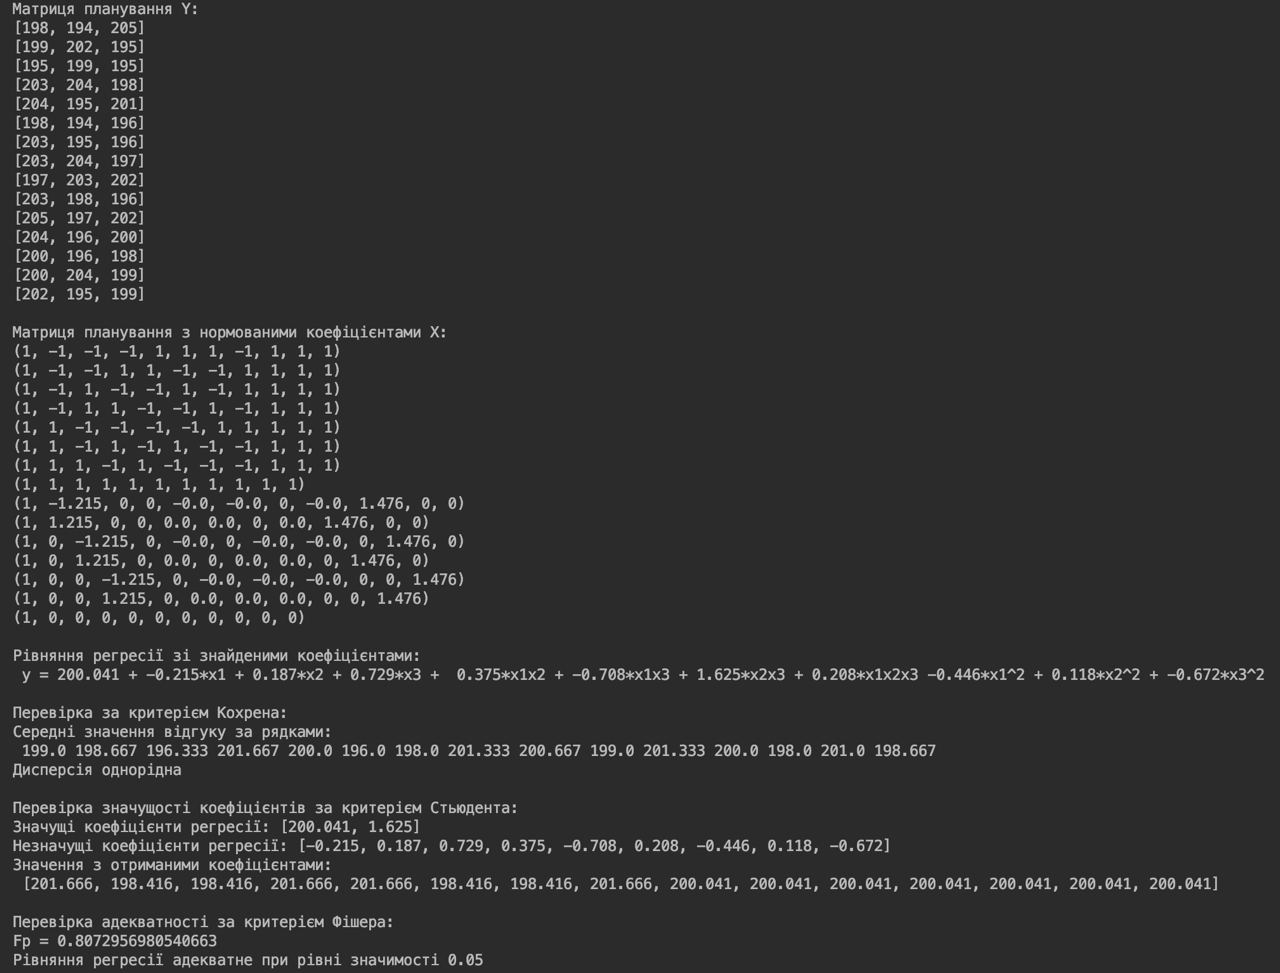 Матриця планування Y:
[198, 194, 205]
[199, 202, 195]
[195, 199, 195]
[203, 204, 198]
[204, 195, 201]
[198, 194, 196]
[203, 195, 196]
[203, 204, 197]
[197, 203, 202]
[203, 198, 196]
[205, 197, 202]
[204, 196, 200]
[200, 196, 198]
[200, 204, 199]
[202, 195, 199]
Матриця планування з нормованими коефіцієнтами X:
(1, -1, -1, -1, 1, 1, 1, -1, 1, 1, 1)
(1, -1, -1, 1, 1, -1, -1, 1, 1, 1, 1)
(1, -1, 1, -1, -1, 1, -1, 1, 1, 1, 1)
(1, -1, 1, 1, -1, -1, 1, -1, 1, 1, 1)
(1, 1, -1, -1, -1, -1, 1, 1, 1, 1, 1)
(1, 1, -1, 1, -1, 1, -1, -1, 1, 1, 1)
(1, 1, 1, -1, 1, -1, -1, -1, 1, 1, 1)
(1, 1, 1, 1, 1, 1, 1, 1, 1, 1, 1)
(1, -1.215, 0, 0, -0.0, -0.0, 0, -0.0, 1.476, 0, 0)
(1, 1.215, 0, 0, 0.0, 0.0, 0, 0.0, 1.476, 0, 0)
(1, 0, -1.215, 0, -0.0, 0, -0.0, -0.0, 0, 1.476, 0)
(1, 0, 1.215, 0, 0.0, 0, 0.0, 0.0, 0, 1.476, 0)
(1, 0, 0, -1.215, 0, -0.0, -0.0, -0.0, 0, 0, 1.476)
(1, 0, 0, 1.215, 0, 0.0, 0.0, 0.0, 0, 0, 1.476)
(1, 0, 0, 0, 0, 0, 0, 0, 0, 0, 0)
Рівняння регресії зі знайденими коефіцієнтами:
y = 200.041 + -0.215*x1 + 0.187*x2 + 0.729*x3 +  0.375*x1x2 + -0.708*x1x3 + 1.625*x2x3 + 0.208*x1x2x3 -0.446*x1^2 + 0.118*x2^2 + -0.672*x3^2
Перевірка за критерієм Кохрена:
Середні значення відгуку за рядками:
199.0 198.667 196.333 201.667 200.0 196.0 198.0 201.333 200.667 199.0 201.333 200.0 198.0 201.0 198.667
Дисперсія однорідна
Перевірка значущості коефіцієнтів за критерієм Стьюдента:
Значущі коефіцієнти регресії: [200.041, 1.625]
Незначущі коефіцієнти регресії: [-0.215, 0.187, 0.729, 0.375, -0.708, 0.208, -0.446, 0.118, -0.672]
Значення з отриманими коефіцієнтами:
[201.666, 198.416, 198.416, 201.666, 201.666, 198.416, 198.416, 201.666, 200.041, 200.041, 200.041, 200.041, 200.041, 200.041, 200.041]
Перевірка адекватності за критерієм Фішера:
Fp = 0.8072956980540663
Рівняння регресії адекватне при рівні значимості 0.05